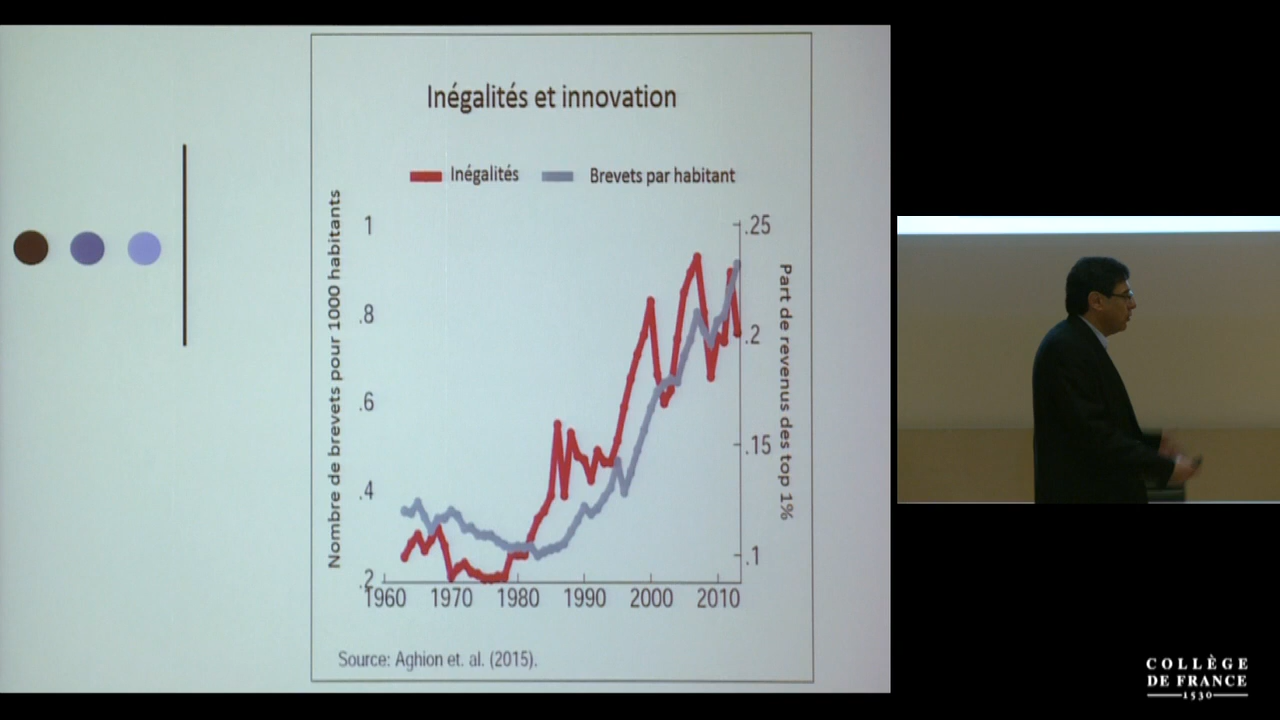 Inégalités et innovation
Inégalités
Brevets par habitant
Nombre de brevets pour 1000 habitants
1
.8
.6
.4
.2
.25
.2
.15
.1
Part de revenus des top 1%
1960 1970 1980 1990 2000 2010
Source: Aghion et. al. (2015).
COLLÈGE
DE FRANCE
1530